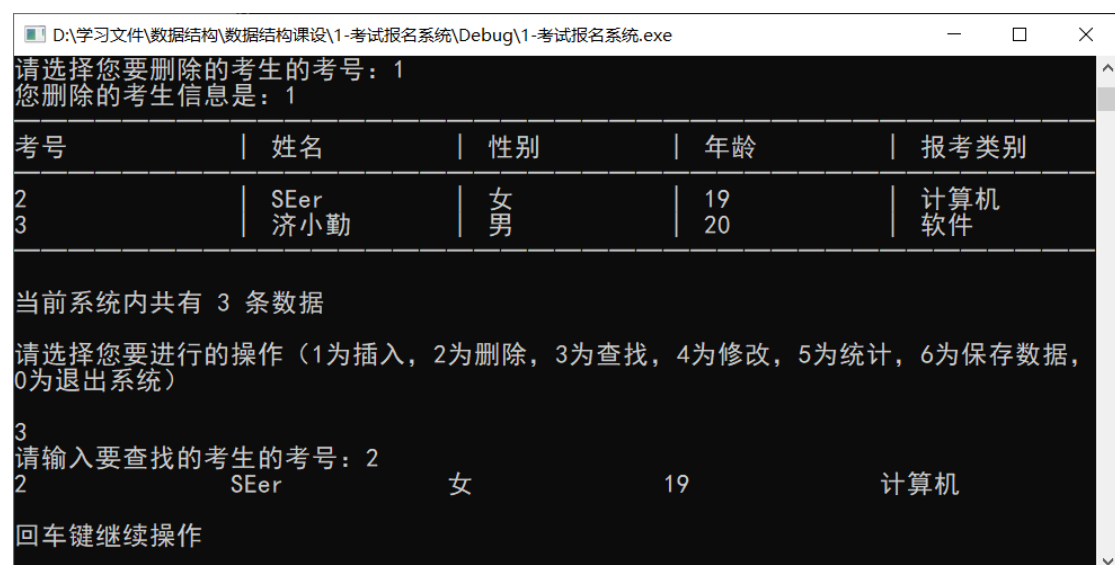 D:\学习文件\数据结构\数据结构课设\1-考试报名系统\Debug\1-考试报名系统.exe
请选择您要删除的考生的考号：1
您删除的考生信息是：1
考号 | 姓名 | 性别 | 年龄 | 报考类别
2 | SEer | 女 | 19 | 计算机
3 | 济小勤 | 男 | 20 | 软件
当前系统内共有 3 条数据
请选择您要进行的操作（1为插入，2为删除，3为查找，4为修改，5为统计，6为保存数据，
0为退出系统）
3
请输入要查找的考生的考号：2
2 SEer 女 19 计算机
回车键继续操作